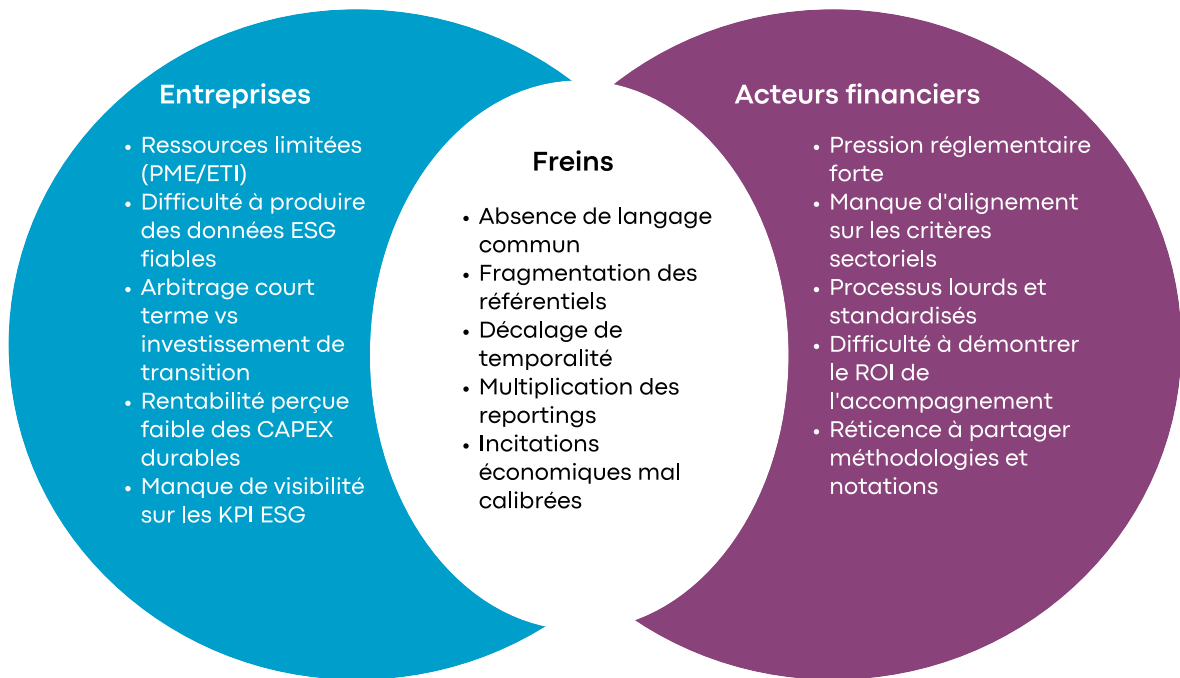 Entreprises
• Ressources limitées
(PME/ETI)
• Difficulté à produire
des données ESG
fiables
• Arbitrage court
terme vs
investissement de
transition
• Rentabilité perçue
faible des CAPEX
durables
• Manque de visibilité
sur les KPI ESG
Freins
• Absence de langage
commun
• Fragmentation des
référentiels
• Décalage de
temporalité
• Multiplication des
reportings
• Incitations
économiques mal
calibrées
Acteurs financiers
• Pression réglementaire
forte
• Manque d'alignement
sur les critères
sectoriels
• Processus lourds et
standardisés
• Difficulté à démontrer
le ROI de
l'accompagnement
• Réticence à partager
méthodologies et
notations